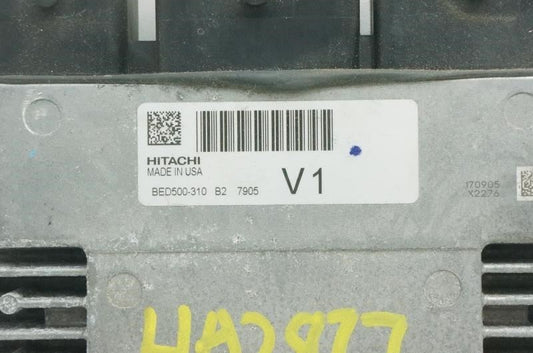 HITACHI
MADE IN USA
BED500-310 B2 7905
V1
170905
X2276